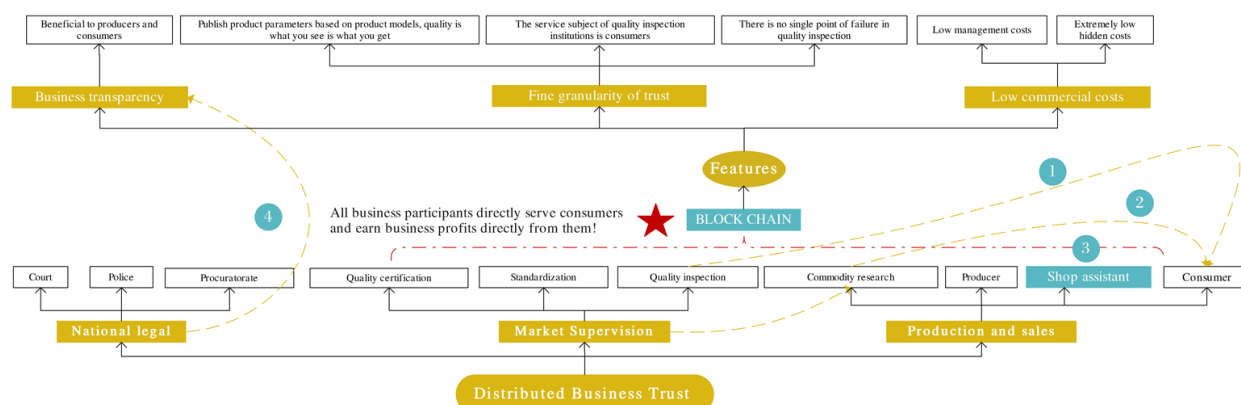 Beneficial to producers and
consumers
Publish product parameters based on product models, quality is
what you see is what you get
The service subject of quality inspection
institutions is consumers
There is no single point of failure in
quality inspection
Low management costs
Extremely low
hidden costs
Business transparency
Fine granularity of trust
Low commercial costs
Features
1
2
4
All business participants directly serve consumers
and earn business profits directly from them!
BLOCK CHAIN
3
Court
Police
Procuratorate
Quality certification
Standardization
Quality inspection
Commodity research
Producer
Shop assistant
Consumer
National legal
Market Supervision
Production and sales
Distributed Business Trust